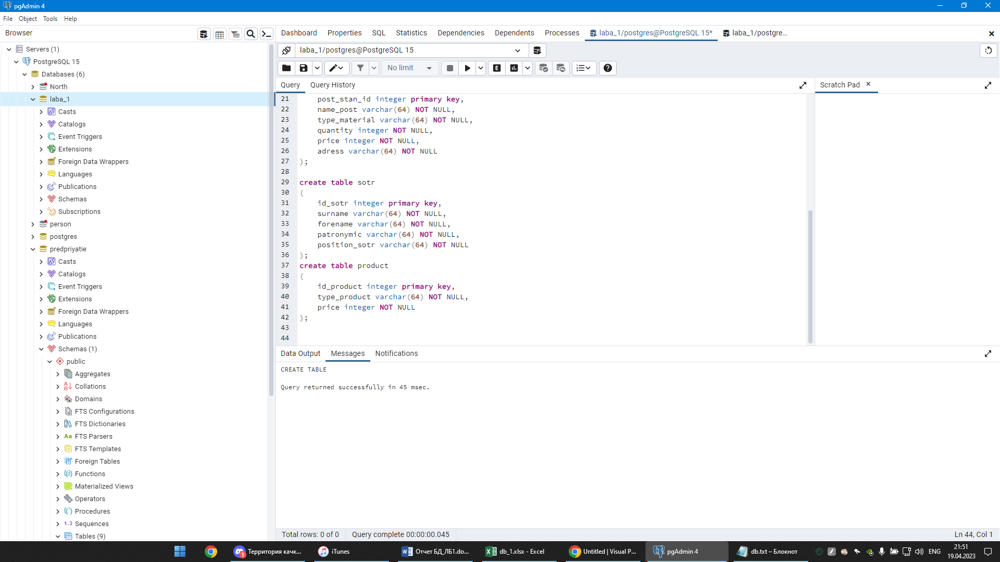 pgAdmin 4
File Object Tools Help
Browser
Dashboard Properties SQL Statistics Dependencies Dependents Processes laba_1/postgres@PostgreSQL 15* laba_1/postgre...
Servers (1)
PostgreSQL 15
Databases (6)
North
laba_1
Casts
Catalogs
Event Triggers
Extensions
Foreign Data Wrappers
Languages
Publications
Schemas
Subscriptions
person
postgres
predpriyatie
Casts
Catalogs
Event Triggers
Extensions
Foreign Data Wrappers
Languages
Publications
Schemas (1)
public
Aggregates
Collations
Domains
FTS Configurations
FTS Dictionaries
Aa FTS Parsers
FTS Templates
Foreign Tables
Functions
Materialized Views
Operators
Procedures
1..3 Sequences
Tables (9)
laba_1/postgres@PostgreSQL 15
No limit
E
Query Query History
Scratch Pad
21 post_stan_id integer primary key,
22 name_post varchar(64) NOT NULL,
23 type_material varchar(64) NOT NULL,
24 quantity integer NOT NULL,
25 price integer NOT NULL,
26 adress varchar(64) NOT NULL
27 );
28
29 create table sotr
30 (
31 id_sotr integer primary key,
32 surname varchar(64) NOT NULL,
33 forename varchar(64) NOT NULL,
34 patronymic varchar(64) NOT NULL,
35 position_sotr varchar(64) NOT NULL
36 );
37 create table product
38 (
39 id_product integer primary key,
40 type_product varchar(64) NOT NULL,
41 price integer NOT NULL
42 );
43
44
Data Output Messages Notifications
CREATE TABLE
Query returned successfully in 45 msec.
Total rows: 0 of 0 Query complete 00:00:00.045 Ln 44, Col 1
1 Территория качк... iTunes Отчет БД_ЛБ1.do... db_1.xlsx - Excel Untitled | Visual P... pgAdmin 4 db.txt – Блокнот ENG 21:51
19.04.2023